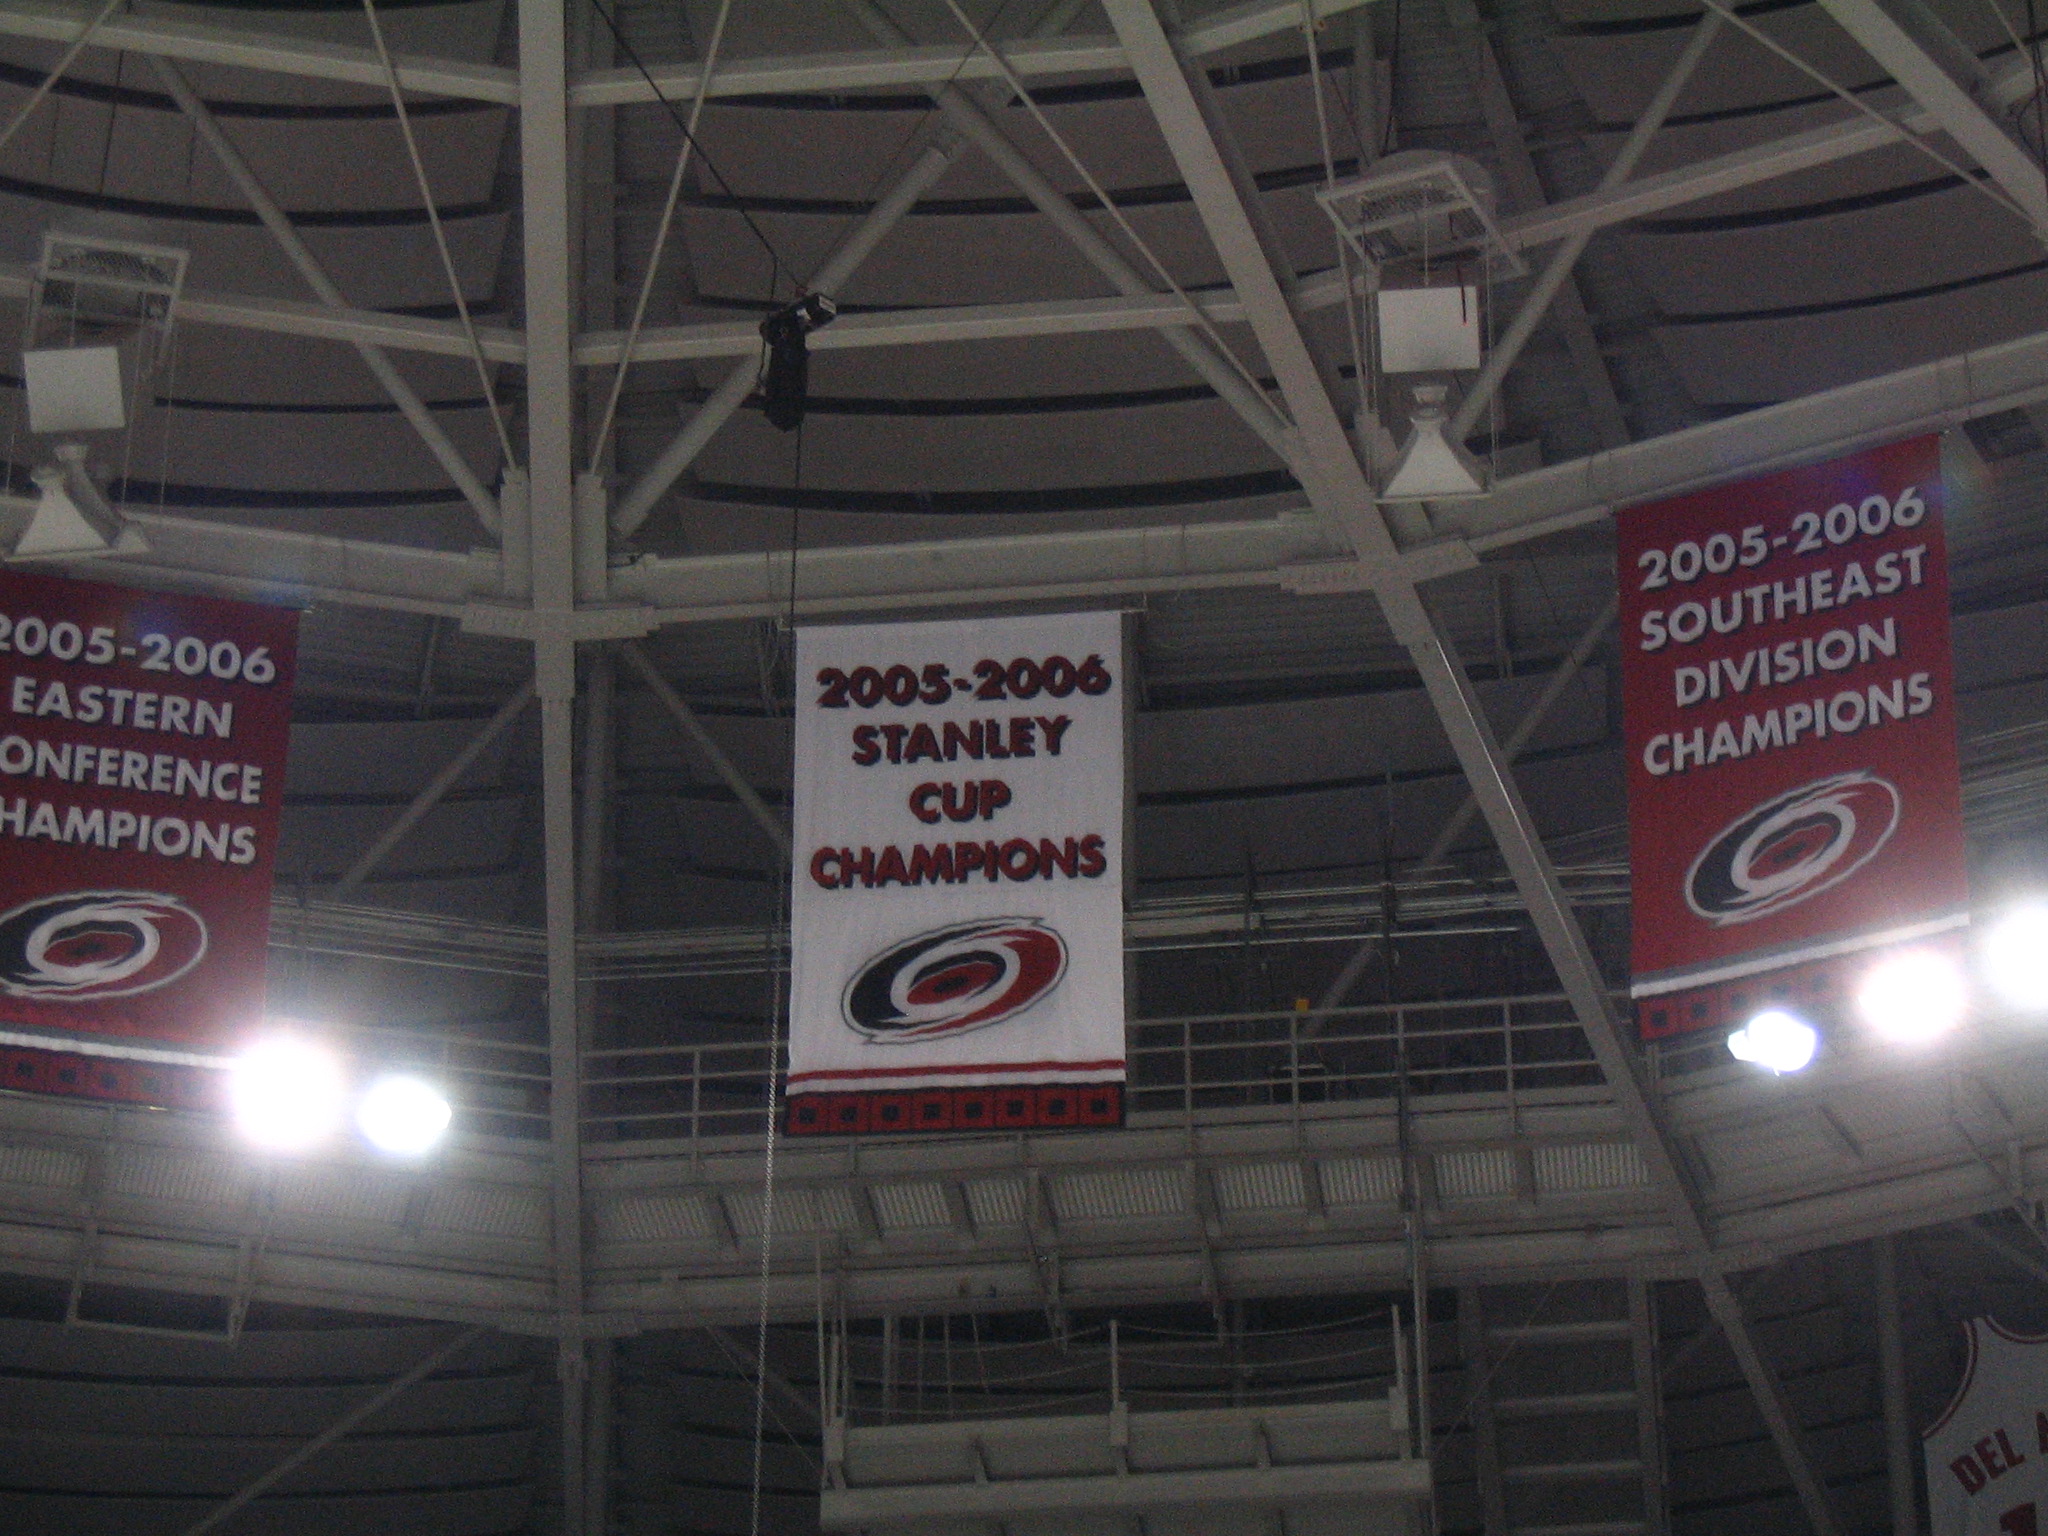 2005-2006
EASTERN
ONFERENCE
HAMPIONS
2005-2006
STANLEY
CUP
CHAMPIONS
2005-2006
SOUTHEAST
DIVISION
CHAMPIONS
DEL